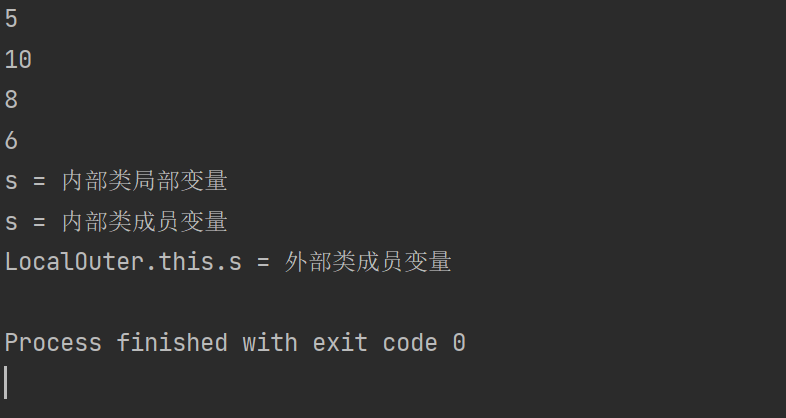 5
10
8
6
s = 内部类局部变量
s = 内部类成员变量
LocalOuter.this.s = 外部类成员变量
Process finished with exit code 0